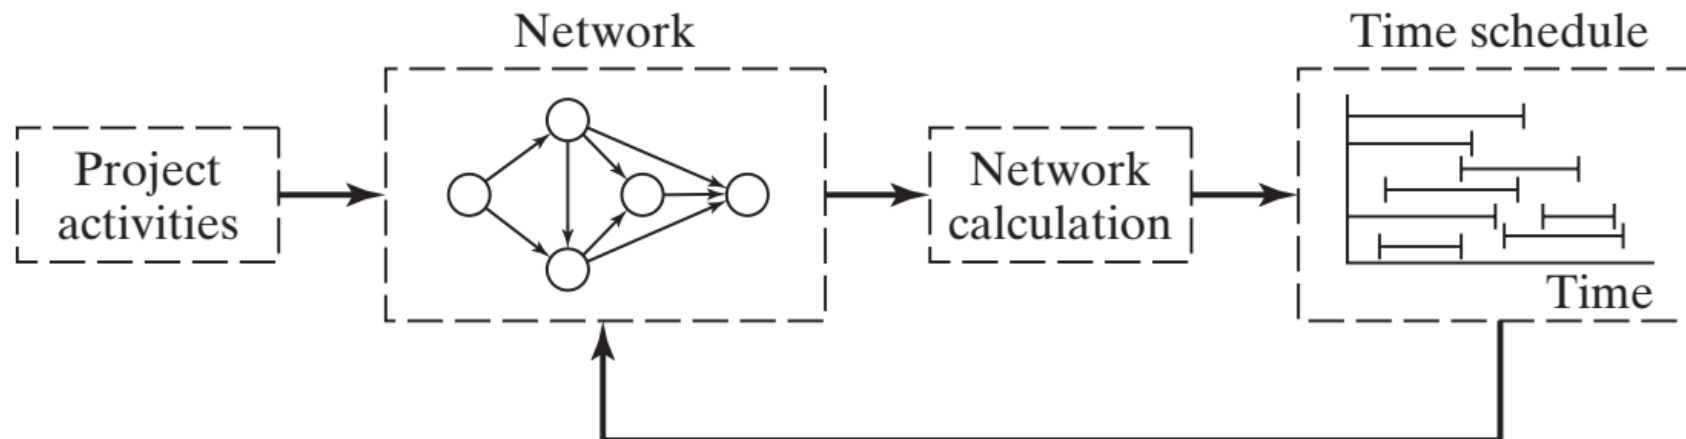 Network
Time schedule
Project
activities
Network
calculation
Time